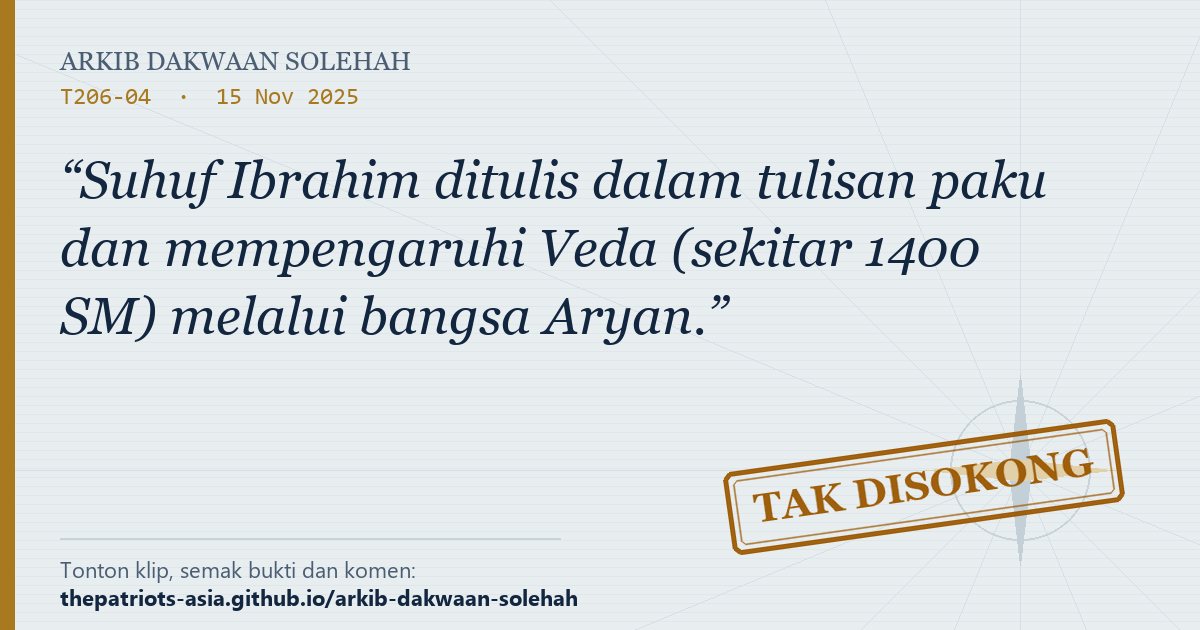 ARKIB DAKWAAN SOLEHAH
T206-04 · 15 Nov 2025
“Suhuf Ibrahim ditulis dalam tulisan paku
dan mempengaruhi Veda (sekitar 1400
SM) melalui bangsa Aryan.”
TAK DISOKONG
Tonton klip, semak bukti dan komen:
thepatriots-asia.github.io/arkib-dakwaan-solehah